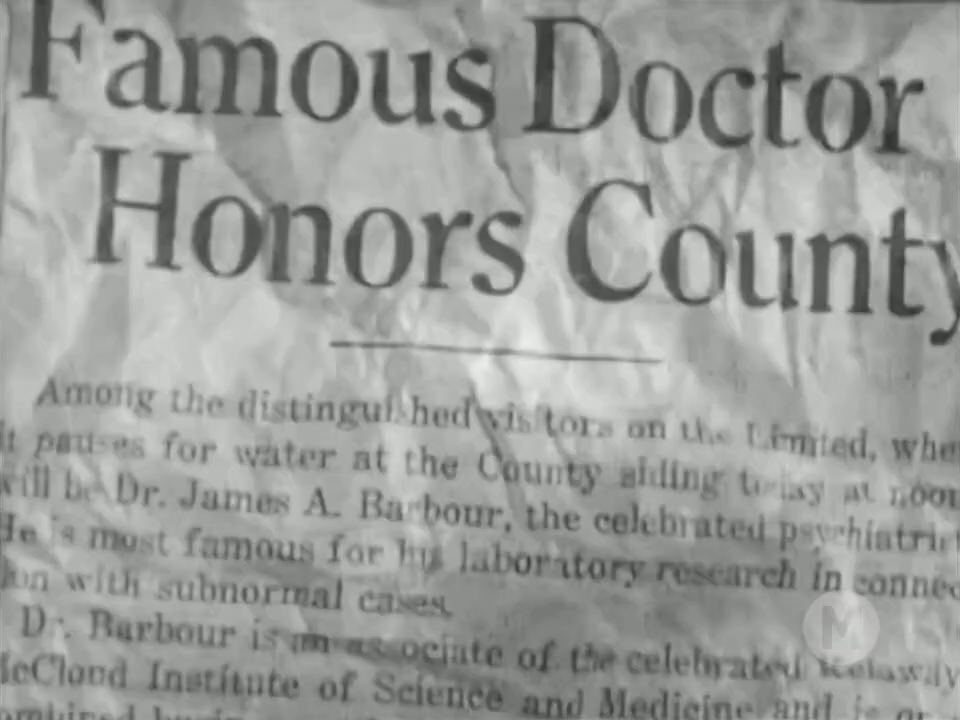 Famous Doctor
Honors County
Among the distinguished visitors on the Limited, whe
it pauses for water at the County siding today at noon
will be Dr. James A. Barbour, the celebrated psychiatrist
He is most famous for his laboratory research in connec
tion with subnormal cases.
Dr. Barbour is an associate of the celebrated
McCloud Institute of Science and Medicine and is
M